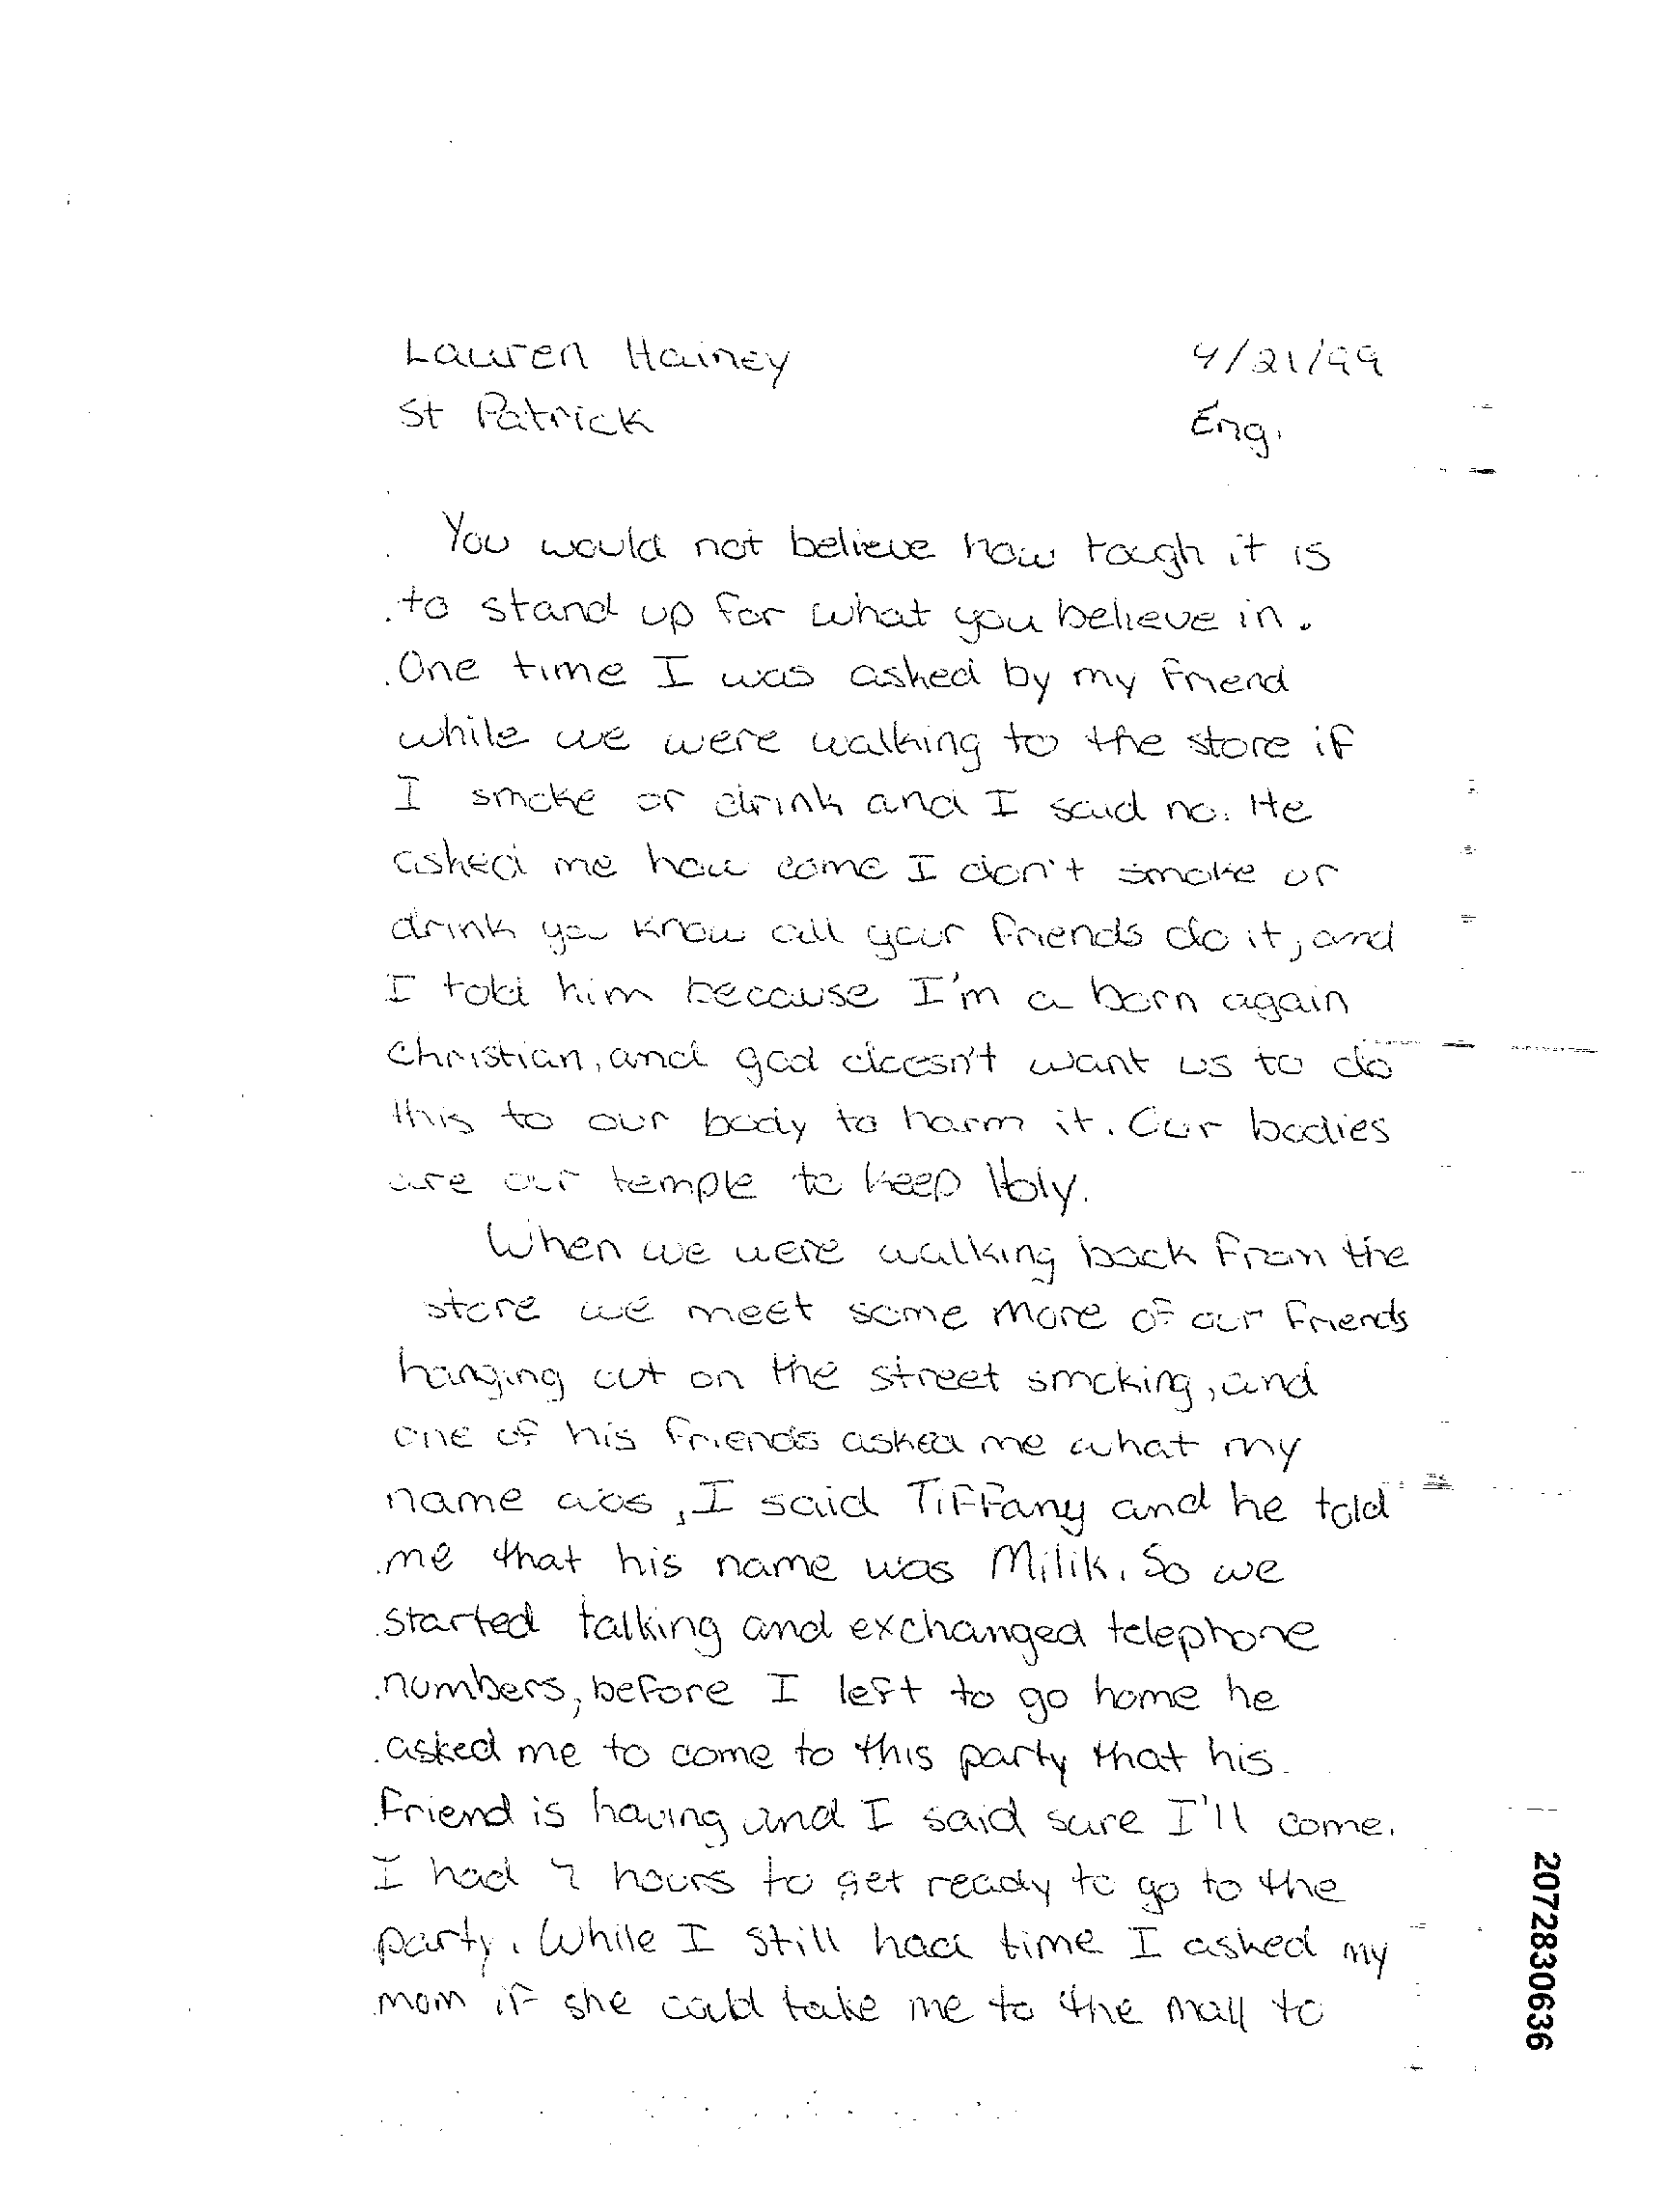 Lauren Hainey 4/21/99
St Patrick Eng.
You would not believe how tough it is
to stand up for what you believe in.
One time I was asked by my friend
while we were walking to the store if
I smoke or drink and I said no. He
asked me how come I don't smoke or
drink you know all your friends do it, and
I told him because I'm a born again
Christian, and god doesn't want us to do
this to our body to harm it. Our bodies
are our temple to keep Holy.
When we were walking back from the
store we meet some more of our friends
hanging out on the street smoking, and
one of his friends asked me what my
name was, I said Tiffany and he told
me that his name was Milik. So we
started talking and exchanged telephone
numbers, before I left to go home he
asked me to come to this party that his
friend is having and I said sure I'll come.
I had 7 hours to get ready to go to the
party. While I still had time I asked my
mom if she could take me to the mall to
2072830636